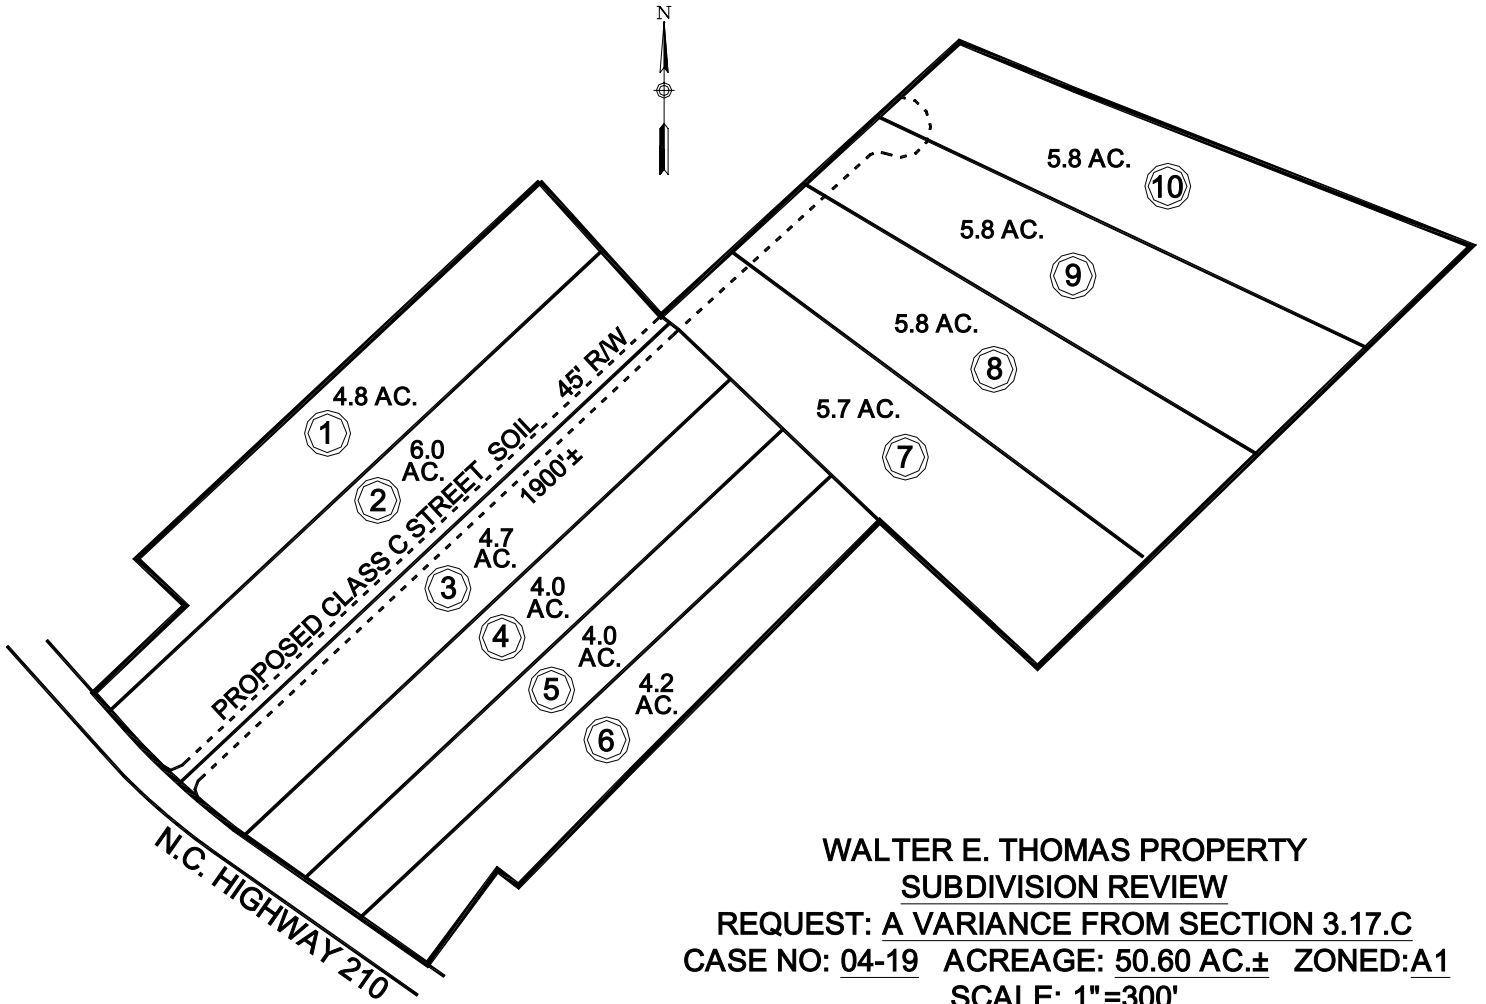 N
5.8 AC.
10
5.8 AC.
9
5.8 AC.
8
5.7 AC.
7
4.8 AC.
1
6.0
AC.
2
PROPOSED CLASS C STREET SOIL 45' R/W
1900'±
4.7
AC.
3
4.0
AC.
4
4.0
AC.
5
4.2
AC.
6
N.C. HIGHWAY 210
WALTER E. THOMAS PROPERTY
SUBDIVISION REVIEW
REQUEST: A VARIANCE FROM SECTION 3.17.C
CASE NO: 04-19 ACREAGE: 50.60 AC.± ZONED:A1
SCALE: 1"=300'